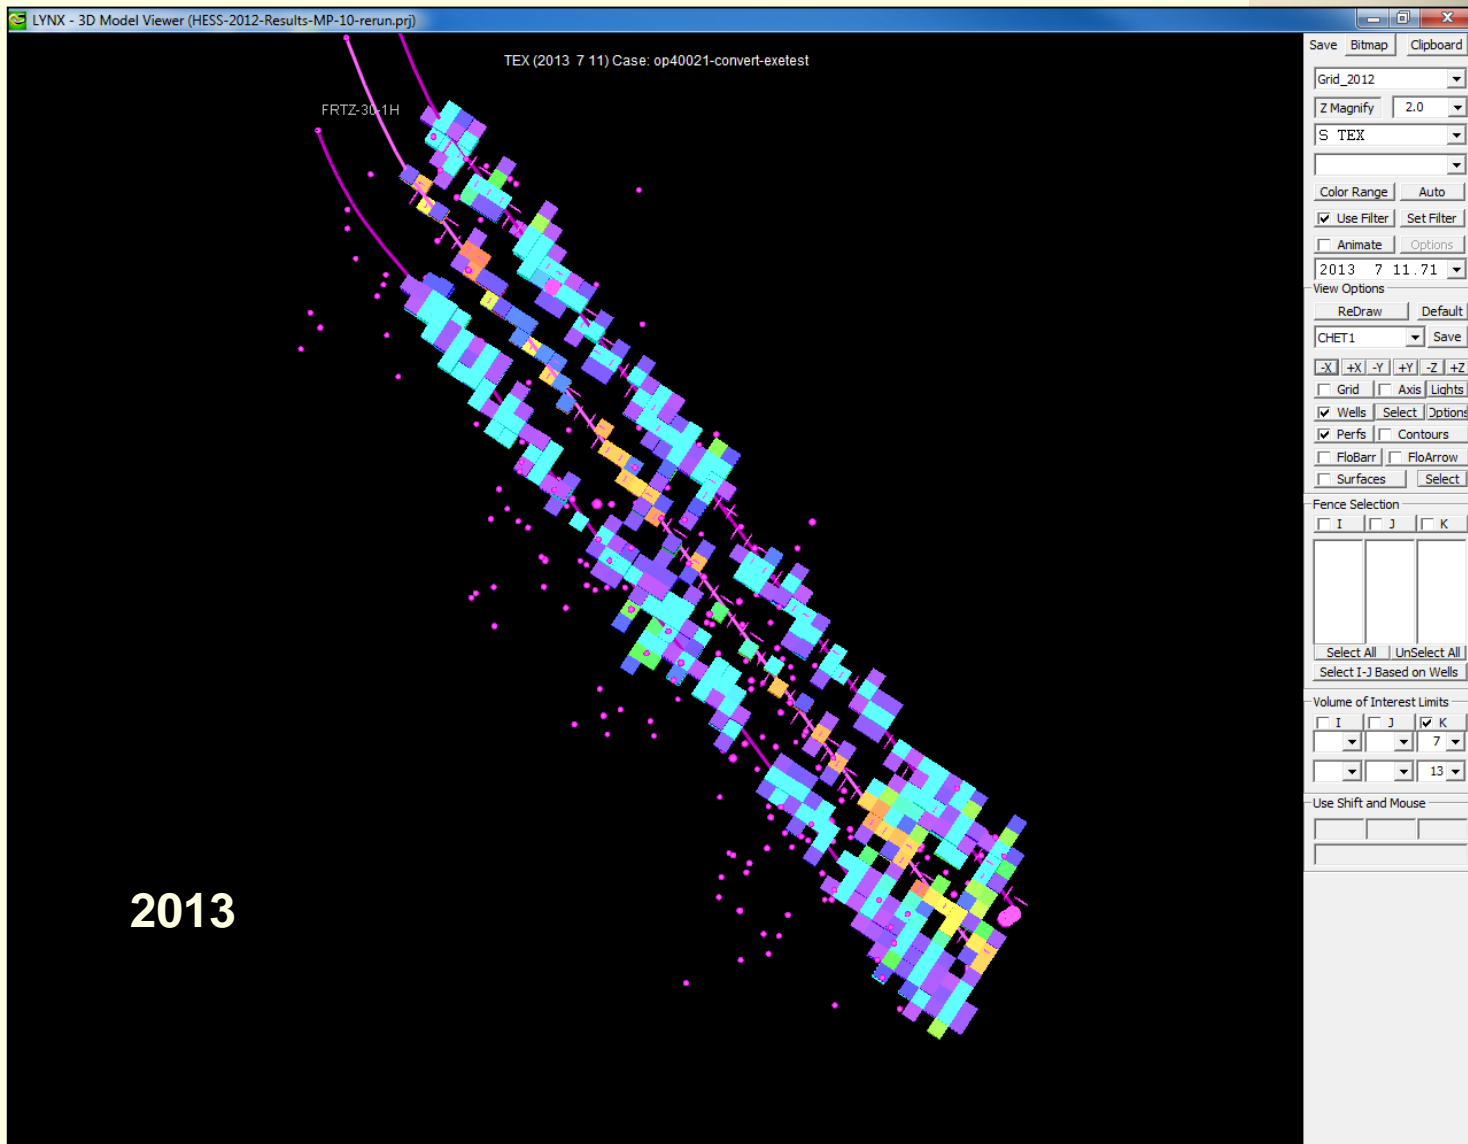 LYNX - 3D Model Viewer (HESS-2012-Results-MP-10-rerun.prj)
TEX (2013 7 11) Case: op40021-convert-exetest
FRTZ-30-1H
2013
Save Bitmap Clipboard
Grid_2012
Z Magnify 2.0
S TEX
Color Range Auto
Use Filter Set Filter
Animate Options
2013 7 11.71
View Options
ReDraw Default
CHET1 Save
-X +X -Y +Y -Z +Z
Grid Axis Lights
Wells Select Options
Perfs Contours
FloBarr FloArrow
Surfaces Select
Fence Selection
I J K
Select All UnSelect All
Select I-J Based on Wells
Volume of Interest Limits
I J K
7
13
Use Shift and Mouse